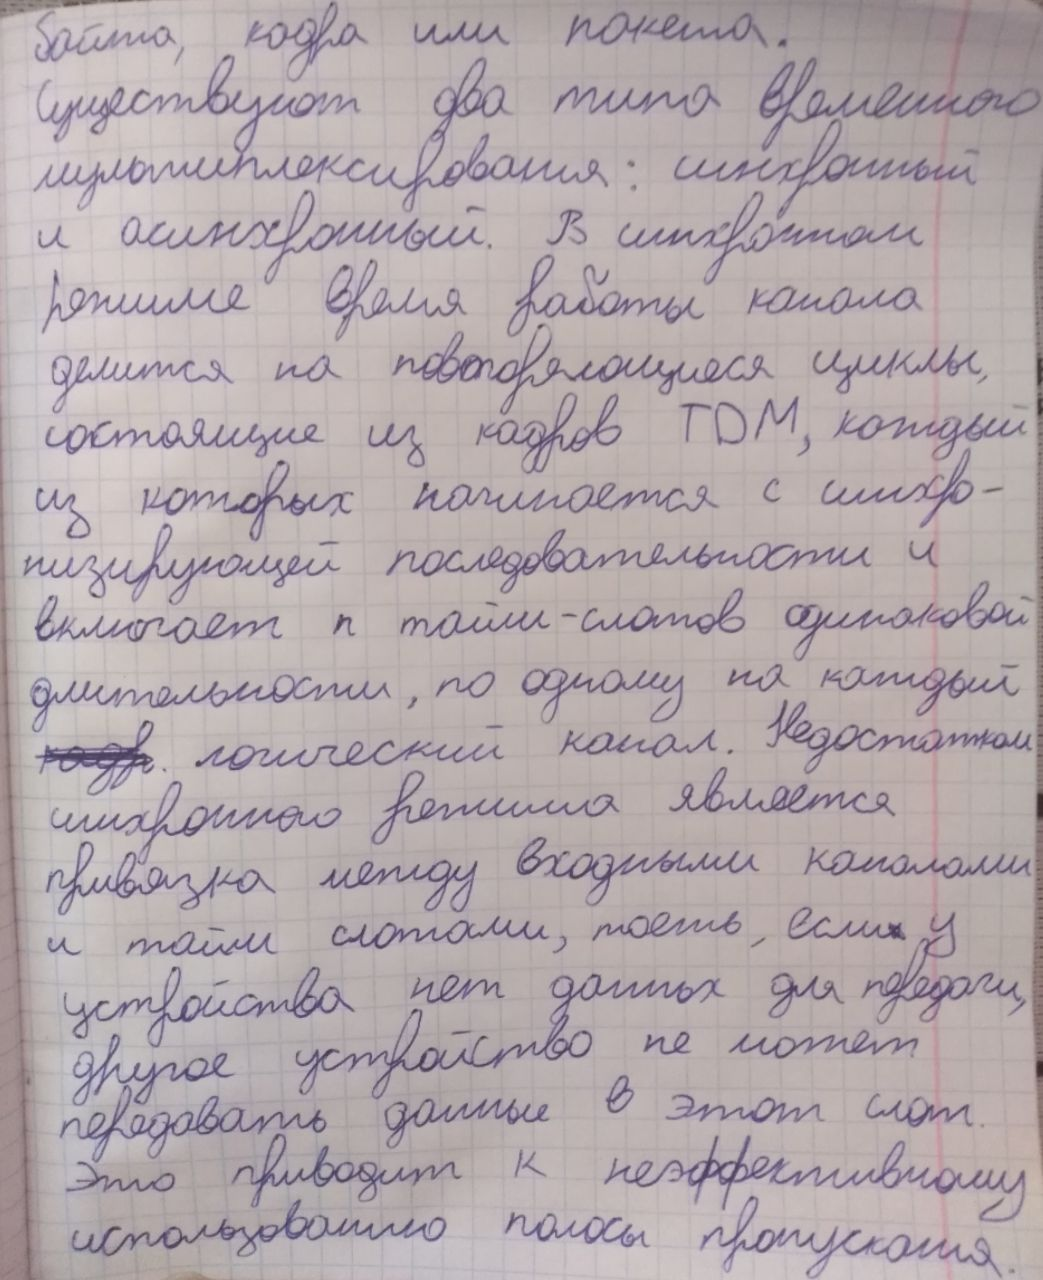 байта, кадра или пакета.
Существуют два типа временного
мультиплексирования: синхронный
и асинхронный. В синхронном
режиме время работы канала
делится на повторяющиеся циклы,
состоящие из кадров TDM, каждый
из которых начинается с синхро-
низирующей последовательности и
включает n тайм-слотов одинаковой
длительности, по одному на каждый
логический канал. Недостатком
синхронного режима является
привязка между входными каналами
и тайм слотами, тоесть, если у
устройства нет данных для передачи,
другое устройство не может
передавать данные в этот слот.
Это приводит к неэффективному
использованию полосы пропускания.